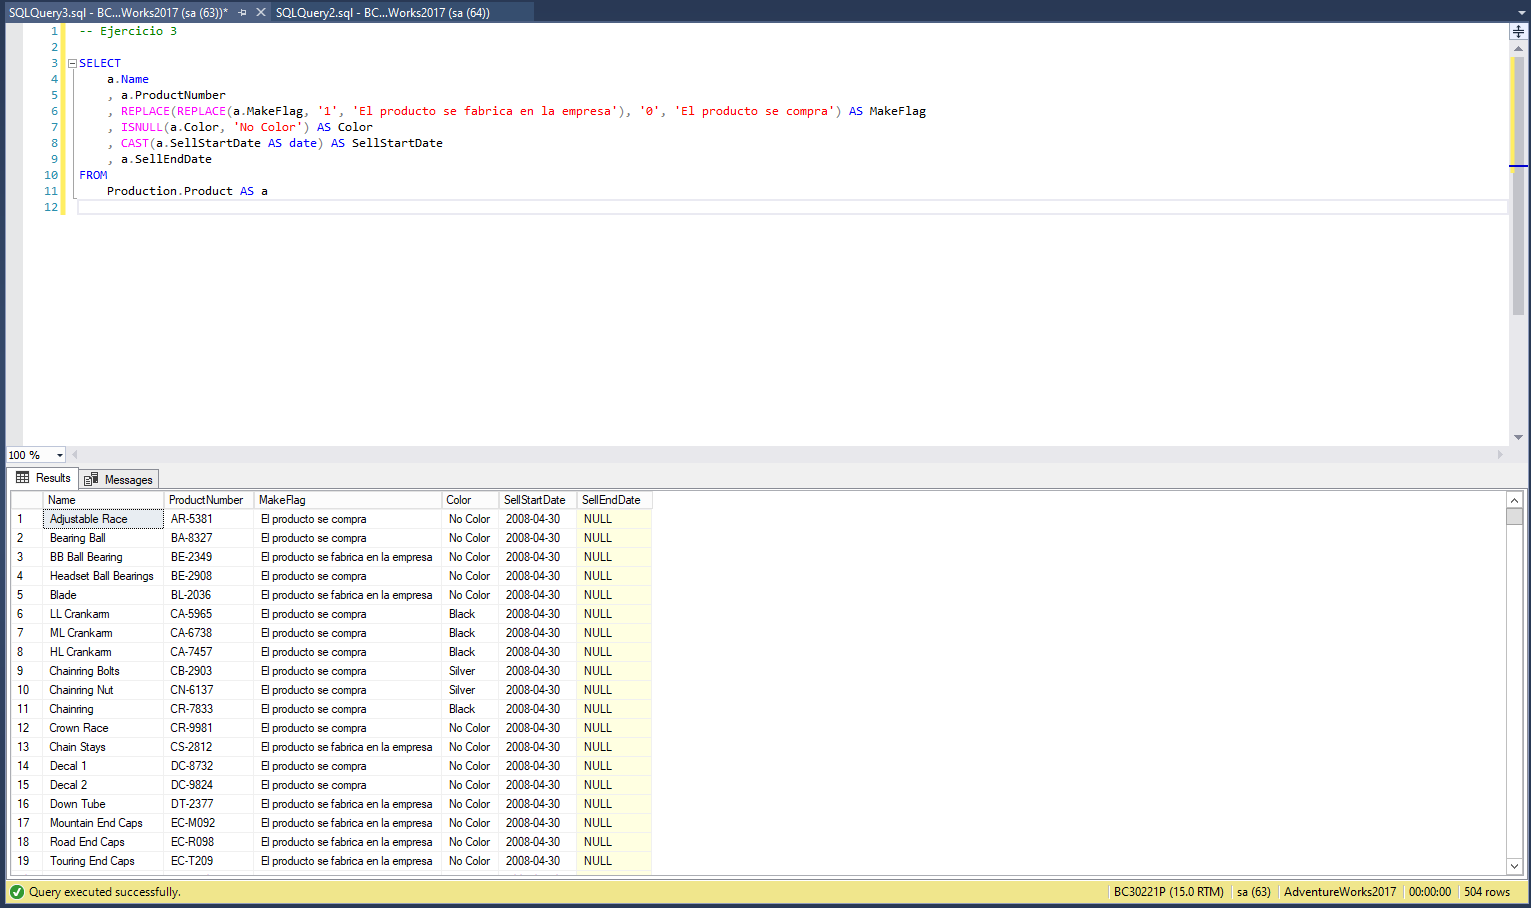 SQLQuery3.sql - BC...Works2017 (sa (63))* SQLQuery2.sql - BC...Works2017 (sa (64))
1 -- Ejercicio 3
2
3 SELECT
4 a.Name
5 , a.ProductNumber
6 , REPLACE(REPLACE(a.MakeFlag, '1', 'El producto se fabrica en la empresa'), '0', 'El producto se compra') AS MakeFlag
7 , ISNULL(a.Color, 'No Color') AS Color
8 , CAST(a.SellStartDate AS date) AS SellStartDate
9 , a.SellEndDate
10 FROM
11 Production.Product AS a
12
100 %
Results Messages
Name ProductNumber MakeFlag Color SellStartDate SellEndDate
1 Adjustable Race AR-5381 El producto se compra No Color 2008-04-30 NULL
2 Bearing Ball BA-8327 El producto se compra No Color 2008-04-30 NULL
3 BB Ball Bearing BE-2349 El producto se fabrica en la empresa No Color 2008-04-30 NULL
4 Headset Ball Bearings BE-2908 El producto se compra No Color 2008-04-30 NULL
5 Blade BL-2036 El producto se fabrica en la empresa No Color 2008-04-30 NULL
6 LL Crankarm CA-5965 El producto se compra Black 2008-04-30 NULL
7 ML Crankarm CA-6738 El producto se compra Black 2008-04-30 NULL
8 HL Crankarm CA-7457 El producto se compra Black 2008-04-30 NULL
9 Chainring Bolts CB-2903 El producto se compra Silver 2008-04-30 NULL
10 Chainring Nut CN-6137 El producto se compra Silver 2008-04-30 NULL
11 Chainring CR-7833 El producto se compra Black 2008-04-30 NULL
12 Crown Race CR-9981 El producto se compra No Color 2008-04-30 NULL
13 Chain Stays CS-2812 El producto se fabrica en la empresa No Color 2008-04-30 NULL
14 Decal 1 DC-8732 El producto se compra No Color 2008-04-30 NULL
15 Decal 2 DC-9824 El producto se compra No Color 2008-04-30 NULL
16 Down Tube DT-2377 El producto se fabrica en la empresa No Color 2008-04-30 NULL
17 Mountain End Caps EC-M092 El producto se fabrica en la empresa No Color 2008-04-30 NULL
18 Road End Caps EC-R098 El producto se fabrica en la empresa No Color 2008-04-30 NULL
19 Touring End Caps EC-T209 El producto se fabrica en la empresa No Color 2008-04-30 NULL
Query executed successfully. BC30221P (15.0 RTM) sa (63) AdventureWorks2017 00:00:00 504 rows